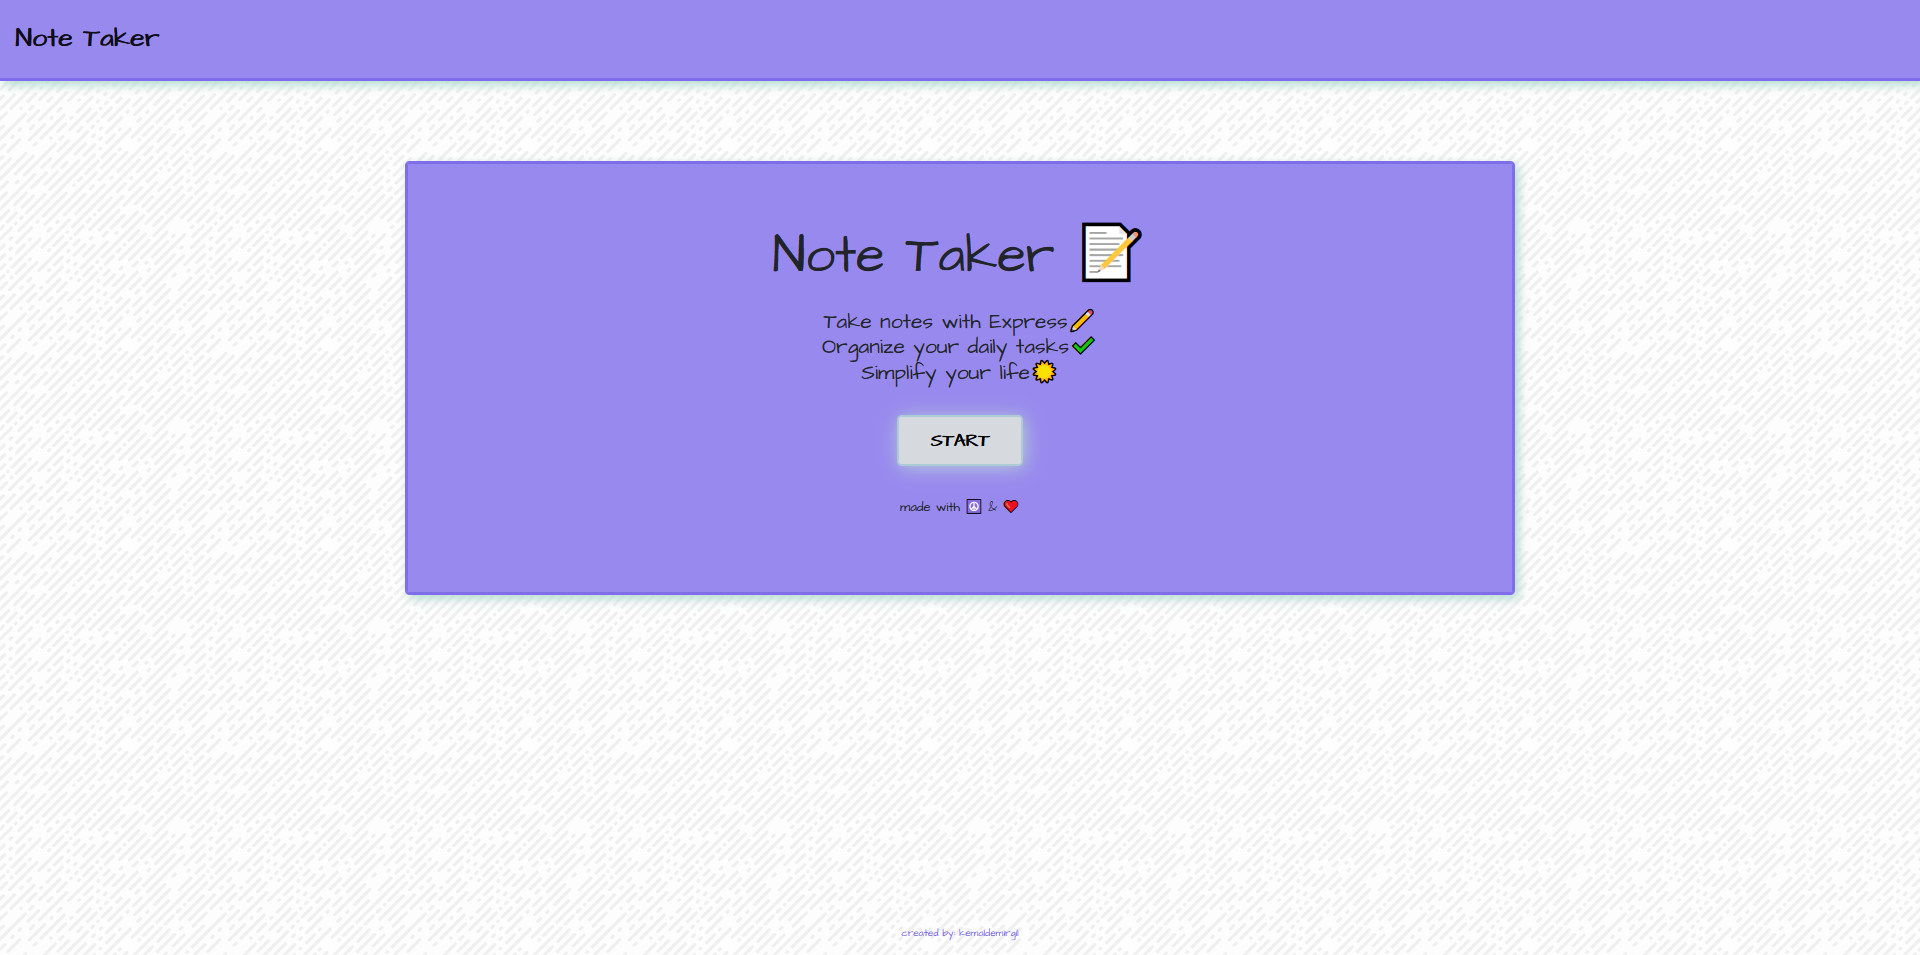 Note Taker
Note Taker 📝
Take notes with Express✏️
Organize your daily tasks✔️
Simplify your life☀️
START
made with ☮️ & ❤️
created by: kemaldemirgil